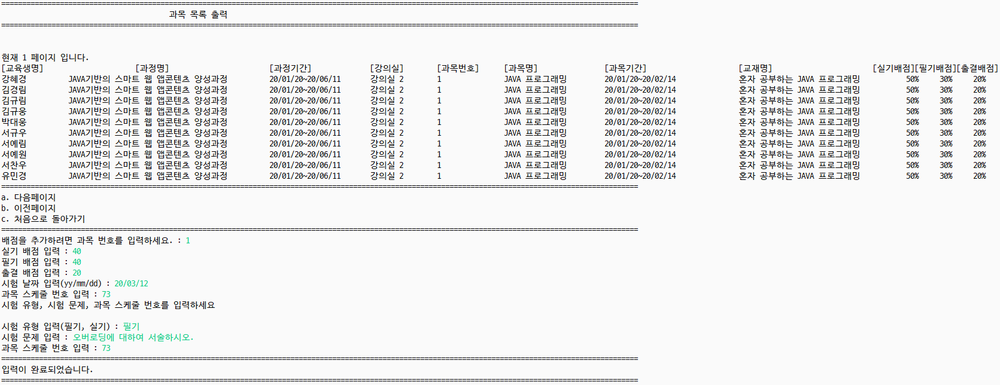 ========================================================================================================================================================
과목 목록 출력
========================================================================================================================================================
현재 1 페이지 입니다.
[교육생명] [과정명] [과정기간] [강의실] [과목번호] [과목명] [과목기간] [교재명] [실기배점][필기배점][출결배점]
강혜경 JAVA기반의 스마트 웹 앱콘텐츠 양성과정 20/01/20~20/06/11 강의실 2 1 JAVA 프로그래밍 20/01/20~20/02/14 혼자 공부하는 JAVA 프로그래밍 50% 30% 20%
김경림 JAVA기반의 스마트 웹 앱콘텐츠 양성과정 20/01/20~20/06/11 강의실 2 1 JAVA 프로그래밍 20/01/20~20/02/14 혼자 공부하는 JAVA 프로그래밍 50% 30% 20%
김규림 JAVA기반의 스마트 웹 앱콘텐츠 양성과정 20/01/20~20/06/11 강의실 2 1 JAVA 프로그래밍 20/01/20~20/02/14 혼자 공부하는 JAVA 프로그래밍 50% 30% 20%
김규웅 JAVA기반의 스마트 웹 앱콘텐츠 양성과정 20/01/20~20/06/11 강의실 2 1 JAVA 프로그래밍 20/01/20~20/02/14 혼자 공부하는 JAVA 프로그래밍 50% 30% 20%
박대웅 JAVA기반의 스마트 웹 앱콘텐츠 양성과정 20/01/20~20/06/11 강의실 2 1 JAVA 프로그래밍 20/01/20~20/02/14 혼자 공부하는 JAVA 프로그래밍 50% 30% 20%
서규우 JAVA기반의 스마트 웹 앱콘텐츠 양성과정 20/01/20~20/06/11 강의실 2 1 JAVA 프로그래밍 20/01/20~20/02/14 혼자 공부하는 JAVA 프로그래밍 50% 30% 20%
서예림 JAVA기반의 스마트 웹 앱콘텐츠 양성과정 20/01/20~20/06/11 강의실 2 1 JAVA 프로그래밍 20/01/20~20/02/14 혼자 공부하는 JAVA 프로그래밍 50% 30% 20%
서예원 JAVA기반의 스마트 웹 앱콘텐츠 양성과정 20/01/20~20/06/11 강의실 2 1 JAVA 프로그래밍 20/01/20~20/02/14 혼자 공부하는 JAVA 프로그래밍 50% 30% 20%
서찬우 JAVA기반의 스마트 웹 앱콘텐츠 양성과정 20/01/20~20/06/11 강의실 2 1 JAVA 프로그래밍 20/01/20~20/02/14 혼자 공부하는 JAVA 프로그래밍 50% 30% 20%
유민경 JAVA기반의 스마트 웹 앱콘텐츠 양성과정 20/01/20~20/06/11 강의실 2 1 JAVA 프로그래밍 20/01/20~20/02/14 혼자 공부하는 JAVA 프로그래밍 50% 30% 20%
========================================================================================================================================================
a. 다음페이지
b. 이전페이지
c. 처음으로 돌아가기
========================================================================================================================================================
배점을 추가하려면 과목 번호를 입력하세요. : 1
실기 배점 입력 : 40
필기 배점 입력 : 40
출결 배점 입력 : 20
시험 날짜 입력(yy/mm/dd) : 20/03/12
과목 스케줄 번호 입력 : 73
시험 유형, 시험 문제, 과목 스케줄 번호를 입력하세요
시험 유형 입력(필기, 실기) : 필기
시험 문제 입력 : 오버로딩에 대하여 서술하시오.
과목 스케줄 번호 입력 : 73
========================================================================================================================================================
입력이 완료되었습니다.
========================================================================================================================================================